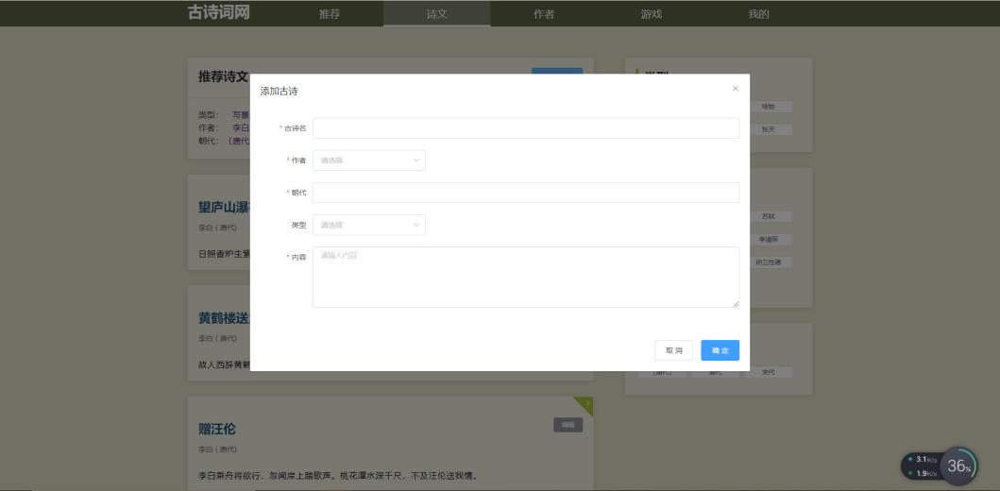 古诗词网
推荐
诗文
作者
游戏
我的
推荐诗文
类型： 写景
作者： 李白
朝代： (唐代
添加古诗
×
* 古诗名
* 作者 请选择
* 朝代
类型 请选择
* 内容 请输入内容
取消
确定
咏物
秋天
望庐山瀑
李白 ( 唐代)
日照香炉生紫
苏轼
李清照
纳兰性德
黄鹤楼送
李白 ( 唐代)
故人西辞黄鹤
(唐代)
唐代
宋代
赠汪伦
编辑
x
李白 ( 唐代)
李白乘舟将欲行，忽闻岸上踏歌声。桃花潭水深千尺，不及汪伦送我情。
3.1K/s
1.9K/s
36%